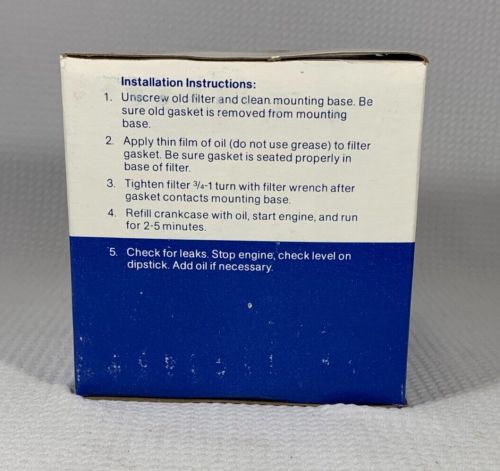 Installation Instructions:
1. Unscrew old filter and clean mounting base. Be
sure old gasket is removed from mounting
base.
2. Apply thin film of oil (do not use grease) to filter
gasket. Be sure gasket is seated properly in
base of filter.
3. Tighten filter ¾-1 turn with filter wrench after
gasket contacts mounting base.
4. Refill crankcase with oil, start engine, and run
for 2-5 minutes.
5. Check for leaks. Stop engine, check level on
dipstick. Add oil if necessary.